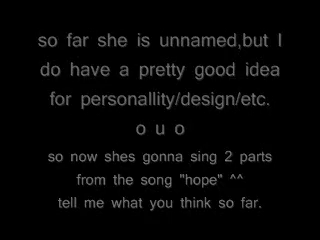 so far she is unnamed,but I
do have a pretty good idea
for personallity/design/etc.
o u o
so now shes gonna sing 2 parts
from the song "hope" ^^
tell me what you think so far.